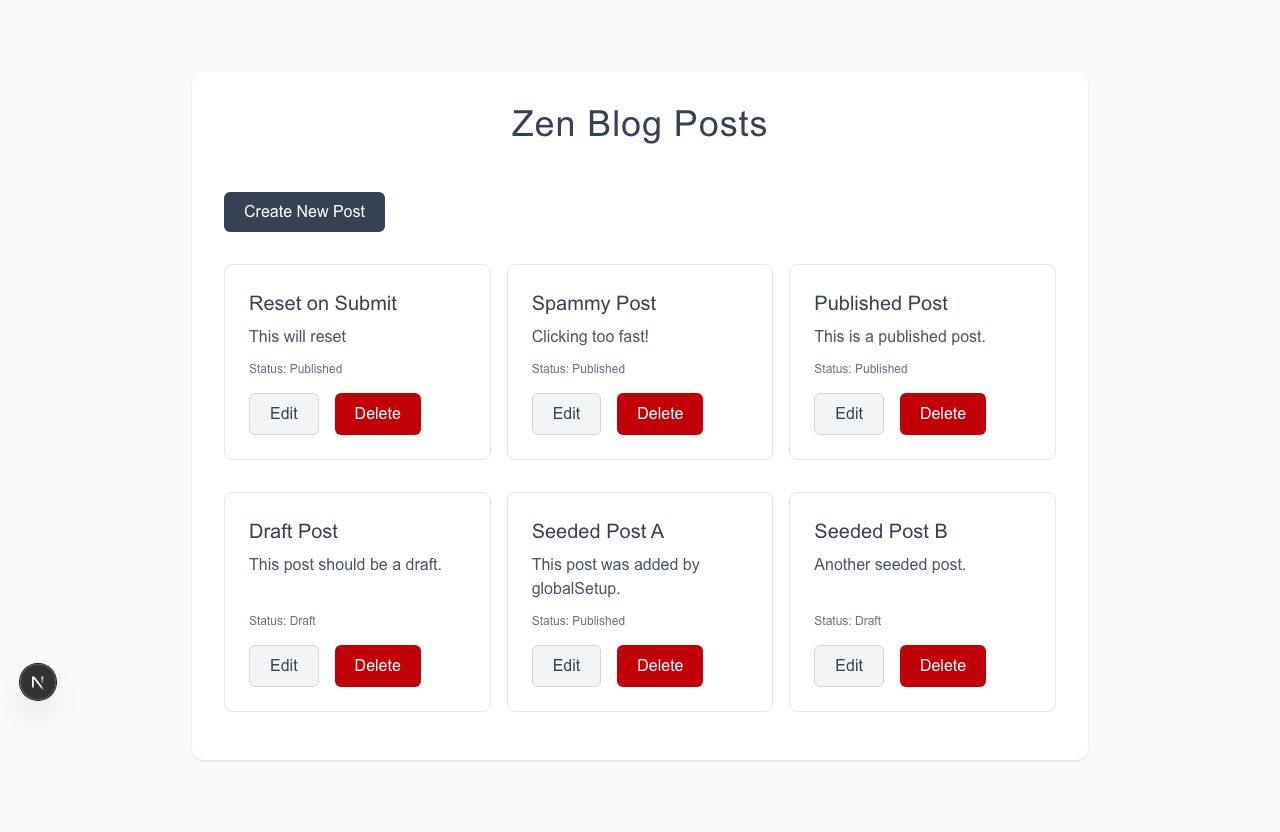 Zen Blog Posts
Create New Post
Reset on Submit
This will reset
Status: Published
Edit
Delete
Spammy Post
Clicking too fast!
Status: Published
Edit
Delete
Published Post
This is a published post.
Status: Published
Edit
Delete
Draft Post
This post should be a draft.
Status: Draft
Edit
Delete
Seeded Post A
This post was added by
globalSetup.
Status: Published
Edit
Delete
Seeded Post B
Another seeded post.
Status: Draft
Edit
Delete
N